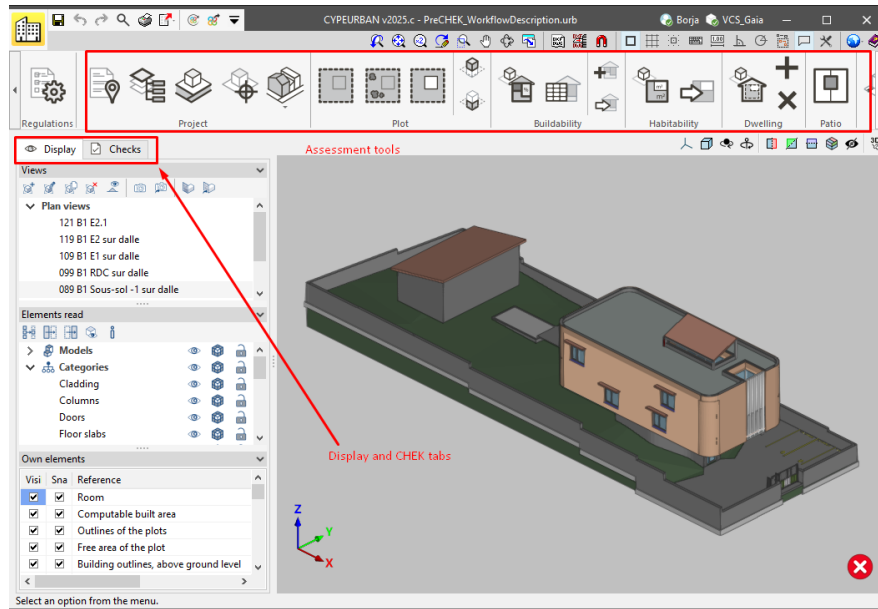 CYPEURBAN v2025.c - PreCHEK_WorkflowDescription.urb
Borja
VCS_Gaia
Regulations
Project
Plot
Buildability
Habitability
Dwelling
Patio
Display
Checks
Assessment tools
Views
Plan views
121 B1 E2.1
119 B1 E2 sur dalle
109 B1 E1 sur dalle
099 B1 RDC sur dalle
089 B1 Sous-sol -1 sur dalle
Elements read
Models
Categories
Cladding
Columns
Doors
Floor slabs
Display and CHEK tabs
Own elements
Visi Sna Reference
Room
Computable built area
Outlines of the plots
Free area of the plot
Building outlines, above ground level
Z
Y
X
Select an option from the menu.